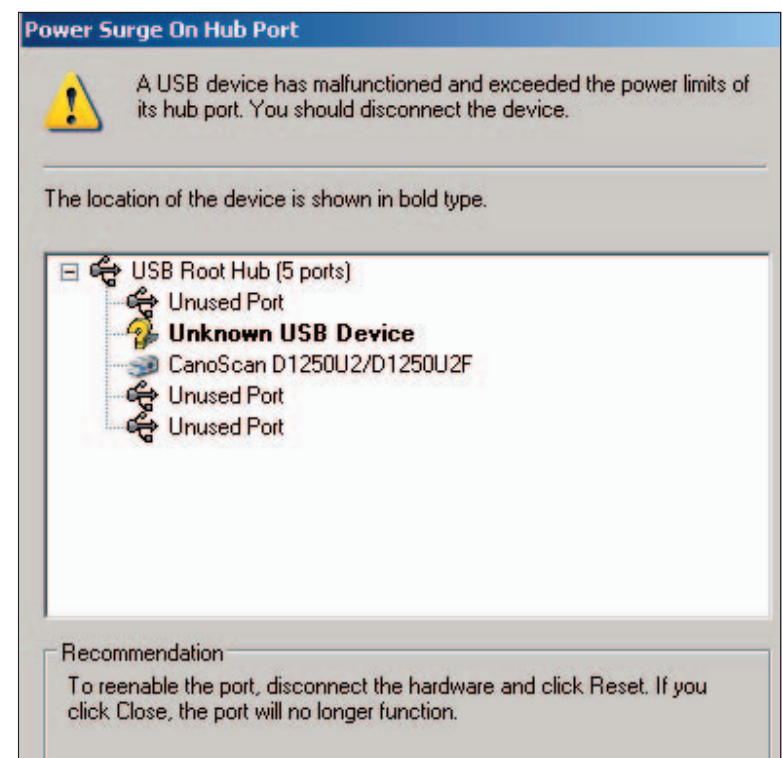 Power Surge On Hub Port
A USB device has malfunctioned and exceeded the power limits of
its hub port. You should disconnect the device.
The location of the device is shown in bold type.
USB Root Hub (5 ports)
Unused Port
Unknown USB Device
CanoScan D1250U2/D1250U2F
Unused Port
Unused Port
Recommendation
To reenable the port, disconnect the hardware and click Reset. If you
click Close, the port will no longer function.